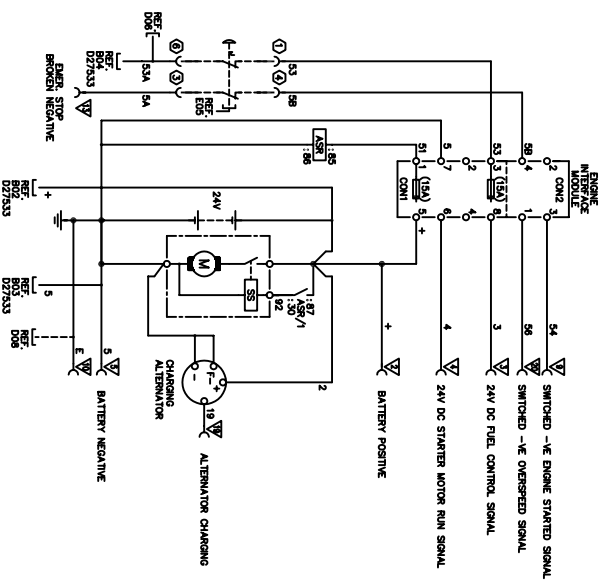 ENGINE
INTERFACE
MODULE
CON2
2
3
54
SWITCHED -VE ENGINE STARTED SIGNAL
5B
4
1
56
SWITCHED -VE OVERSPEED SIGNAL
53
3
(15A)
8
3
24V DC FUEL CONTROL SIGNAL
2
4
5
7
6
4
24V DC STARTER MOTOR RUN SIGNAL
51
1
(15A)
CON1
5
+
+
BATTERY POSITIVE
2
REF.
D06
REF.
B04
D27533
53A
6
1
53
3
4
5A
5B
REF.
E05
EMER. STOP
BROKEN NEGATIVE
ASR
:85
:86
24V
M
SS
92
:87
ASR/1
:30
CHARGING
ALTERNATOR
-
F-
+
19
ALTERNATOR CHARGING
REF.
B02
D27533
+
REF.
B03
D27533
5
REF.
D08
5
BATTERY NEGATIVE
E